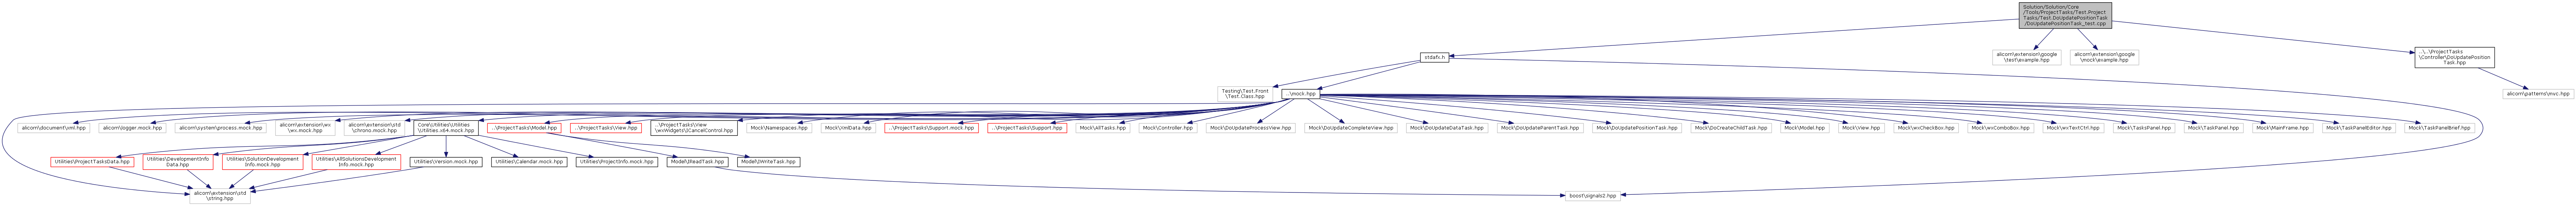 Solution/Solution/Core
/Tools/ProjectTasks/Test.Project
Tasks/Test.DoUpdatePositionTask
/DoUpdatePositionTask_test.cpp
stdafx.h
alicorn\extension\google
\test\example.hpp
alicorn\extension\google
\mock\example.hpp
..\..\ProjectTasks
\Controller\DoUpdatePosition
Task.hpp
Testing\Test.Front
\Test.Class.hpp
..\mock.hpp
alicorn\patterns\mvc.hpp
alicorn\document\xml.hpp
alicorn\logger.mock.hpp
alicorn\system\process.mock.hpp
alicorn\extension\wx
\wx.mock.hpp
alicorn\extension\std
\chrono.mock.hpp
Core\Utilities\Utilities
\Utilities.x64.mock.hpp
..\ProjectTasks\Model.hpp
..\ProjectTasks\View.hpp
..\ProjectTasks\View
\wxWidgets\ICancelControl.hpp
Mock\Namespaces.hpp
Mock\XmlData.hpp
..\ProjectTasks\Support.mock.hpp
..\ProjectTasks\Support.hpp
Mock\AllTasks.hpp
Mock\Controller.hpp
Mock\DoUpdateProcessView.hpp
Mock\DoUpdateCompleteView.hpp
Mock\DoUpdateDataTask.hpp
Mock\DoUpdateParentTask.hpp
Mock\DoUpdatePositionTask.hpp
Mock\DoCreateChildTask.hpp
Mock\Model.hpp
Mock\View.hpp
Mock\wxCheckBox.hpp
Mock\wxComboBox.hpp
Mock\wxTextCtrl.hpp
Mock\TasksPanel.hpp
Mock\TaskPanel.hpp
Mock\MainFrame.hpp
Mock\TaskPanelEditor.hpp
Mock\TaskPanelBrief.hpp
Utilities\ProjectTasksData.hpp
Utilities\DevelopmentInfo
Data.hpp
Utilities\SolutionDevelopment
Info.mock.hpp
Utilities\AllSolutionsDevelopment
Info.mock.hpp
Utilities\Version.mock.hpp
Utilities\Calendar.mock.hpp
Utilities\ProjectInfo.mock.hpp
Model\IReadTask.hpp
Model\IWriteTask.hpp
alicorn\extension\std
\string.hpp
boost\signals2.hpp